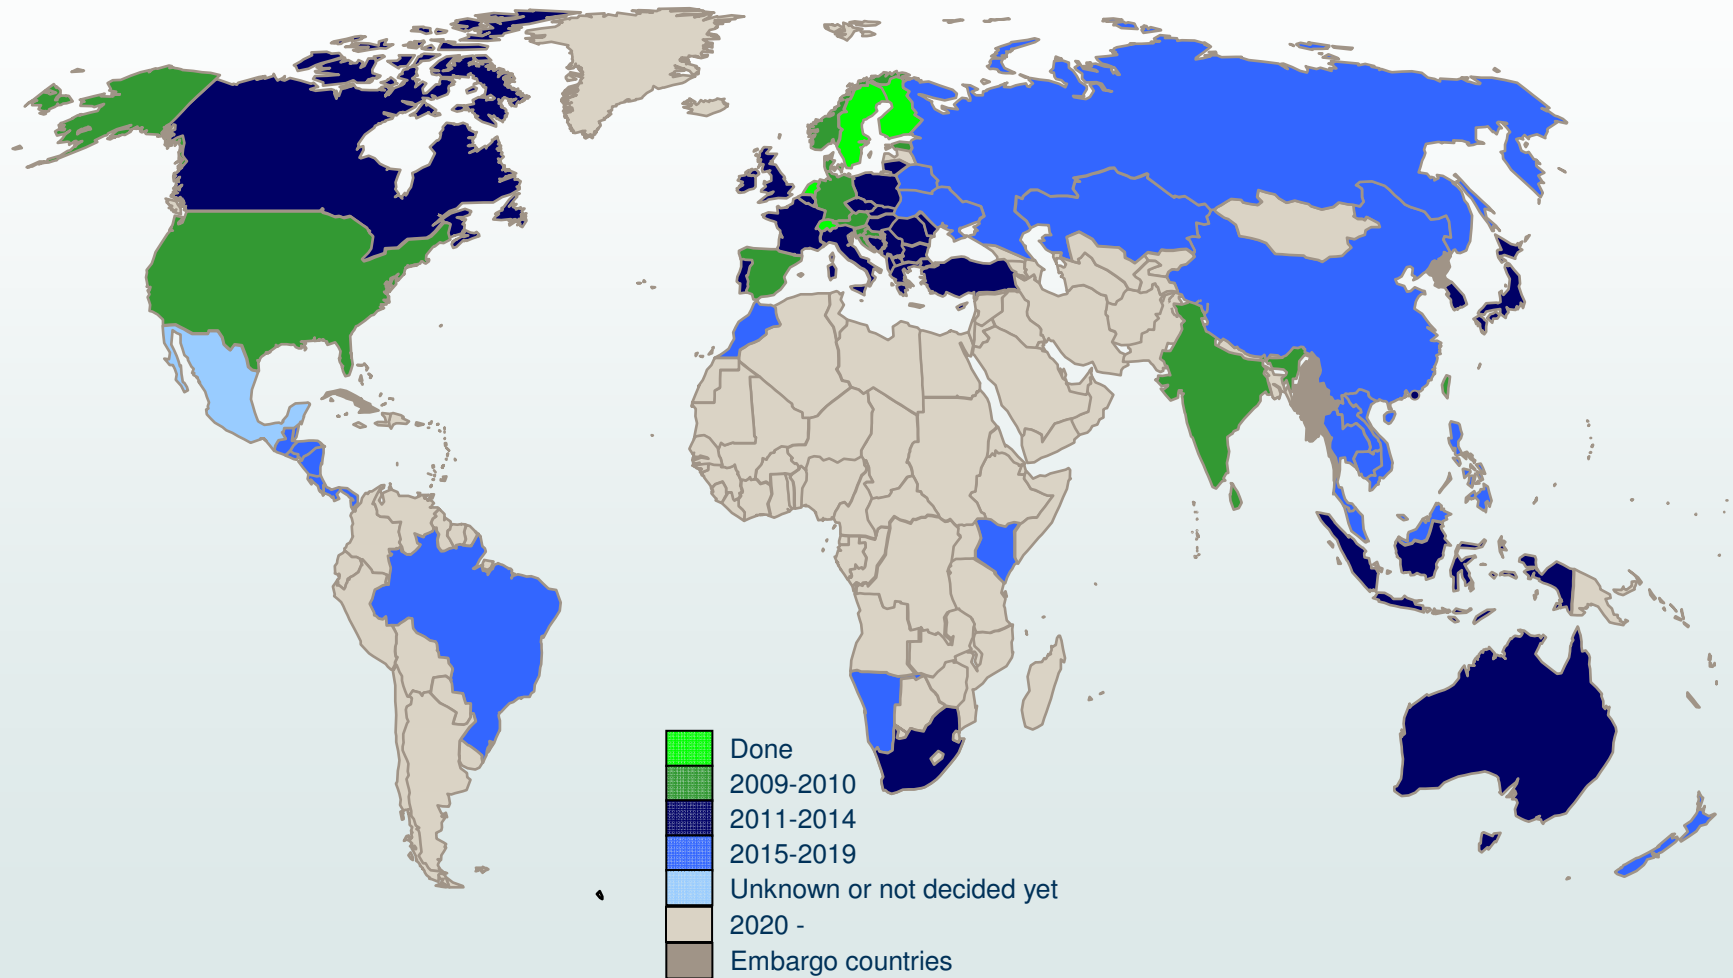 Done
2009-2010
2011-2014
2015-2019
Unknown or not decided yet
2020 -
Embargo countries